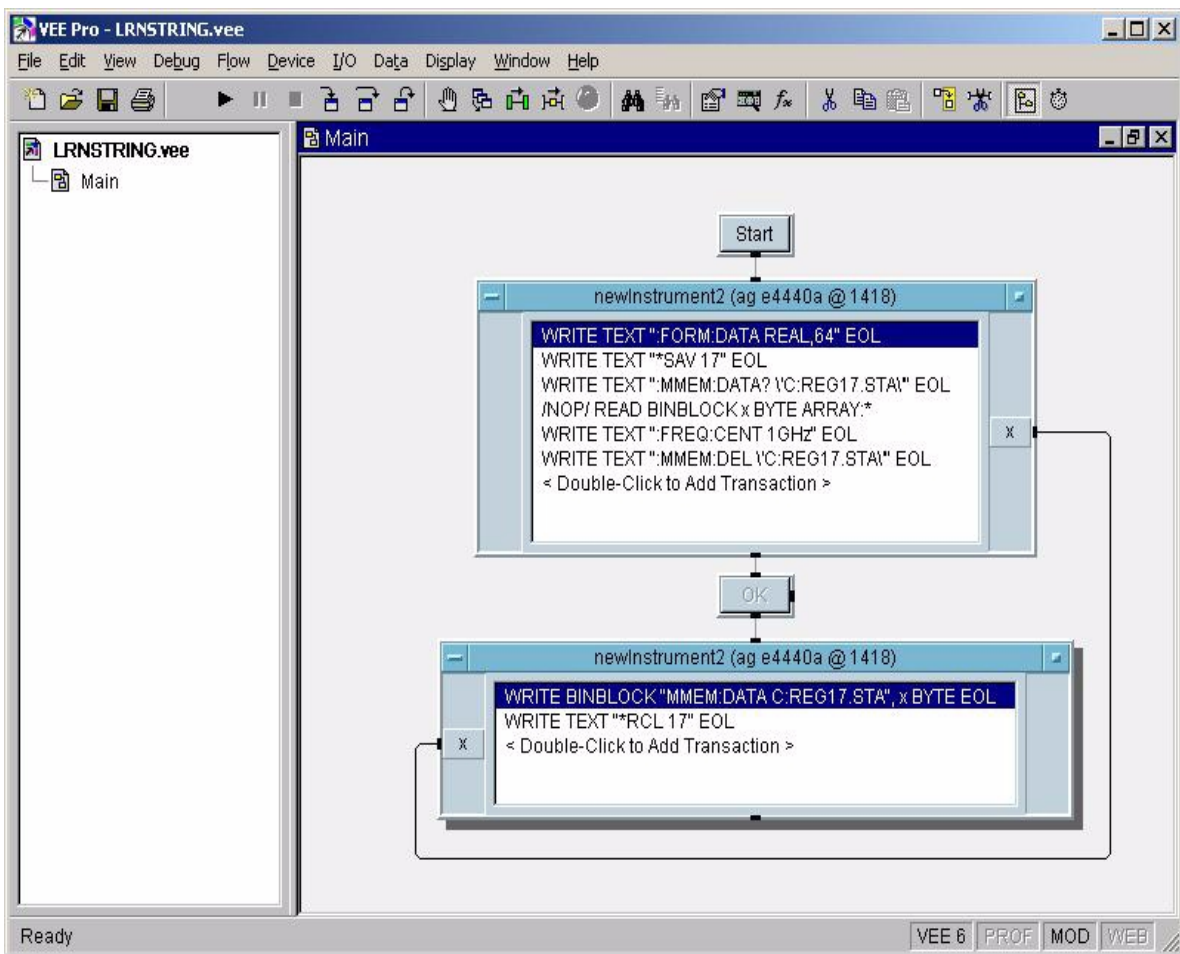 VEE Pro - LRNSTRING.vee
File Edit View Debug Flow Device I/O Data Display Window Help
LRNSTRING.vee
Main
Main
Start
newInstrument2 (ag e4440a @ 1418)
WRITE TEXT ":FORM:DATA REAL,64" EOL
WRITE TEXT "*SAV 17" EOL
WRITE TEXT ":MMEM:DATA? \'C:REG17.STA\'" EOL
/NOP/ READ BINBLOCK x BYTE ARRAY:*
WRITE TEXT ":FREQ:CENT 1GHz" EOL
WRITE TEXT ":MMEM:DEL \'C:REG17.STA\'" EOL
< Double-Click to Add Transaction >
X
OK
newInstrument2 (ag e4440a @ 1418)
WRITE BINBLOCK "MMEM:DATA C:REG17.STA", x BYTE EOL
WRITE TEXT "*RCL 17" EOL
< Double-Click to Add Transaction >
X
Ready
VEE 6 PROF MOD WEB